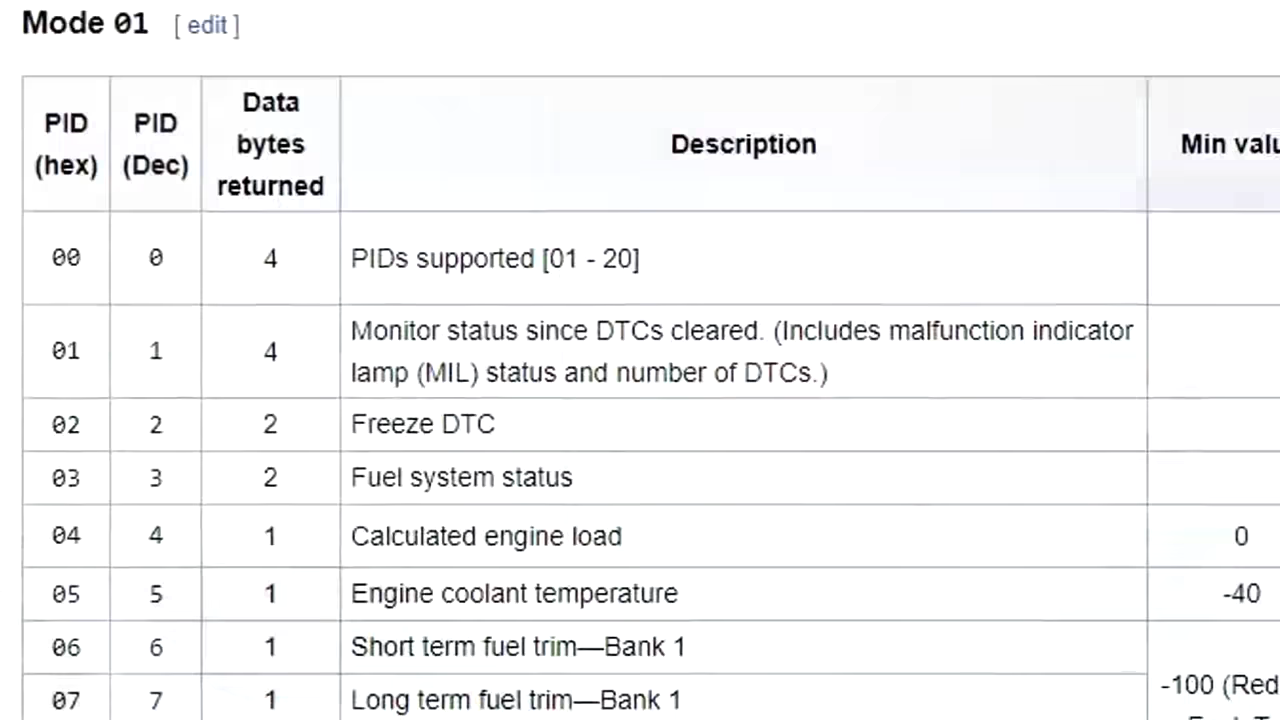 Mode 01 [ edit ]
PID (hex) PID (Dec) Data bytes returned Description Min
00 0 4 PIDs supported [01 - 20]
01 1 4 Monitor status since DTCs cleared. (Includes malfunction indicator
lamp (MIL) status and number of DTCs.)
02 2 2 Freeze DTC
03 3 2 Fuel system status
04 4 1 Calculated engine load 0
05 5 1 Engine coolant temperature -40
06 6 1 Short term fuel trim—Bank 1
07 7 1 Long term fuel trim—Bank 1 -100